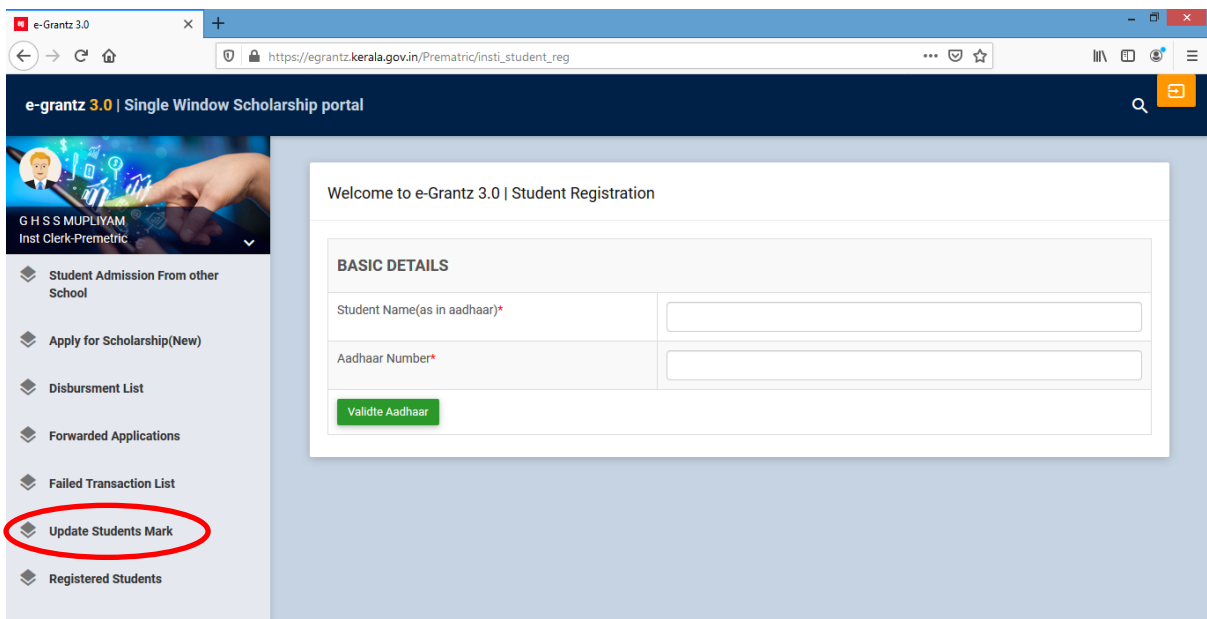 e-Grantz 3.0
https://egrantz.kerala.gov.in/Prematric/insti_student_reg
e-grantz 3.0 | Single Window Scholarship portal
G H S S MUPLIYAM
Inst Clerk-Premetric
Student Admission From other
School
Apply for Scholarship(New)
Disbursment List
Forwarded Applications
Failed Transaction List
Update Students Mark
Registered Students
Welcome to e-Grantz 3.0 | Student Registration
BASIC DETAILS
Student Name(as in aadhaar)*
Aadhaar Number*
Validte Aadhaar